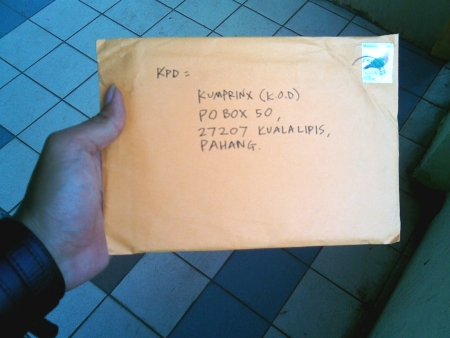 KPD =
KUMPRINX (K.O.D)
PO BOX 50,
27207 KUALALIPIS,
PAHANG.